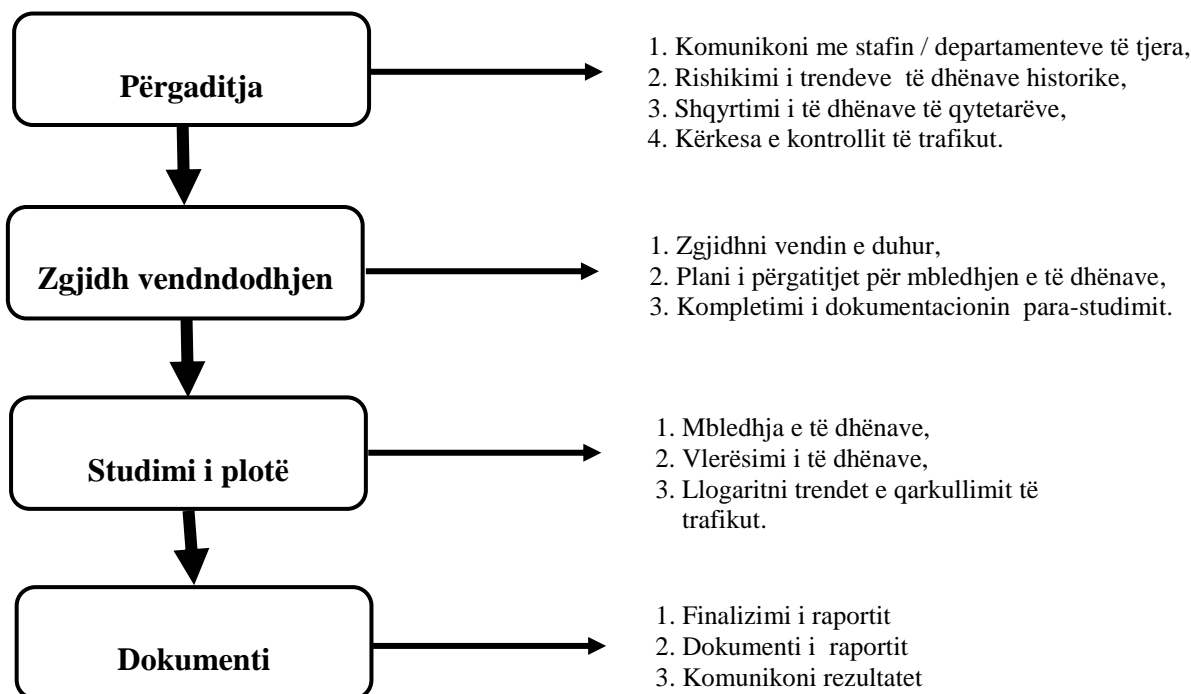 Përgaditja
1. Komunikoni me stafin / departamenteve të tjera,
2. Rishikimi i trendeve të dhënave historike,
3. Shqyrtimi i të dhënave të qytetarëve,
4. Kërkesa e kontrollit të trafikut.
Zgjidh vendndodhjen
1. Zgjidhni vendin e duhur,
2. Plani i përgatitjet për mbledhjen e të dhënave,
3. Kompletimi i dokumentacionin para-studimit.
Studimi i plotë
1. Mbledhja e të dhënave,
2. Vlerësimi i të dhënave,
3. Llogaritni trendet e qarkullimit të
trafikut.
Dokumenti
1. Finalizimi i raportit
2. Dokumenti i raportit
3. Komunikoni rezultatet